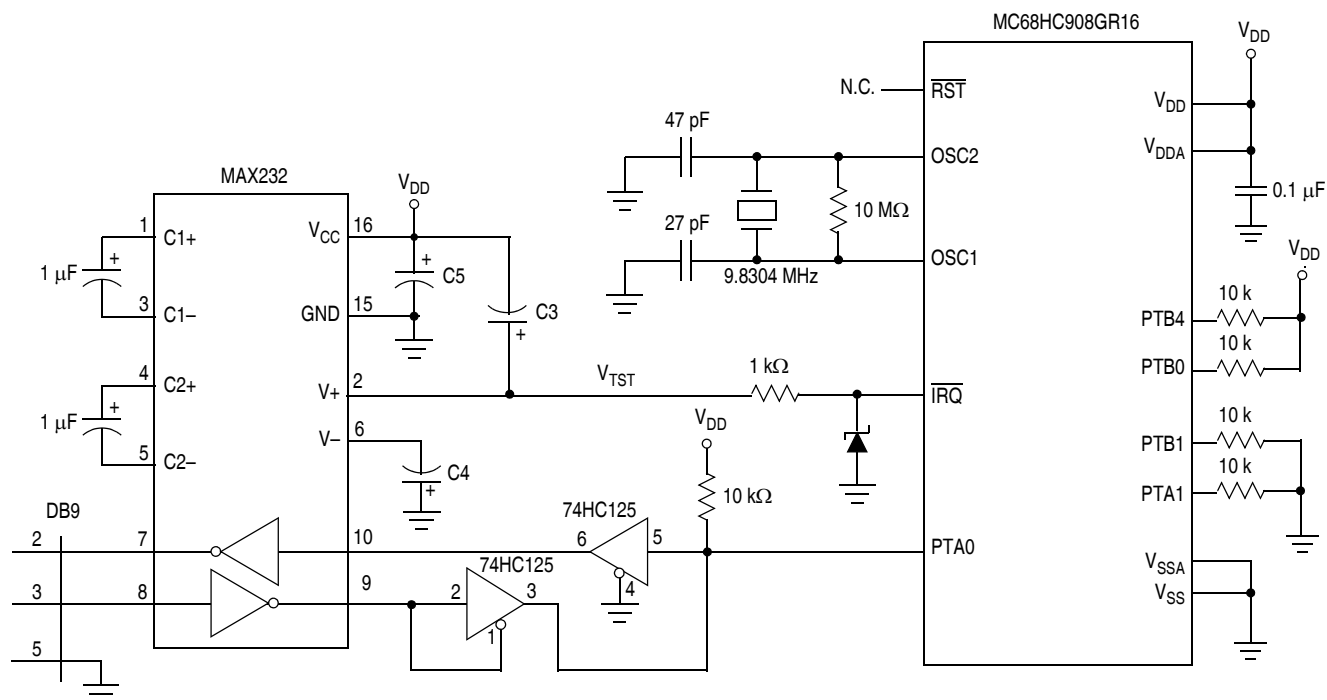 MC68HC908GR16
V_DD
N.C.
R̅S̅T̅
47 pF
V_DD
OSC2
V_DDA
MAX232
V_DD
10 MΩ
0.1 µF
1
C1+
V_CC
16
27 pF
1 µF
+
+
C5
OSC1
9.8304 MHz
V_DD
3
C1–
GND
15
C3
+
10 k
PTB4
10 k
4
C2+
V_TST
1 kΩ
PTB0
V+
2
I̅R̅Q̅
1 µF
+
V_DD
10 k
V–
6
PTB1
5
C2–
C4
+
10 k
10 kΩ
PTA1
DB9
74HC125
2
7
10
6
5
PTA0
74HC125
4
V_SSA
3
8
9
2
3
V_SS
1
5